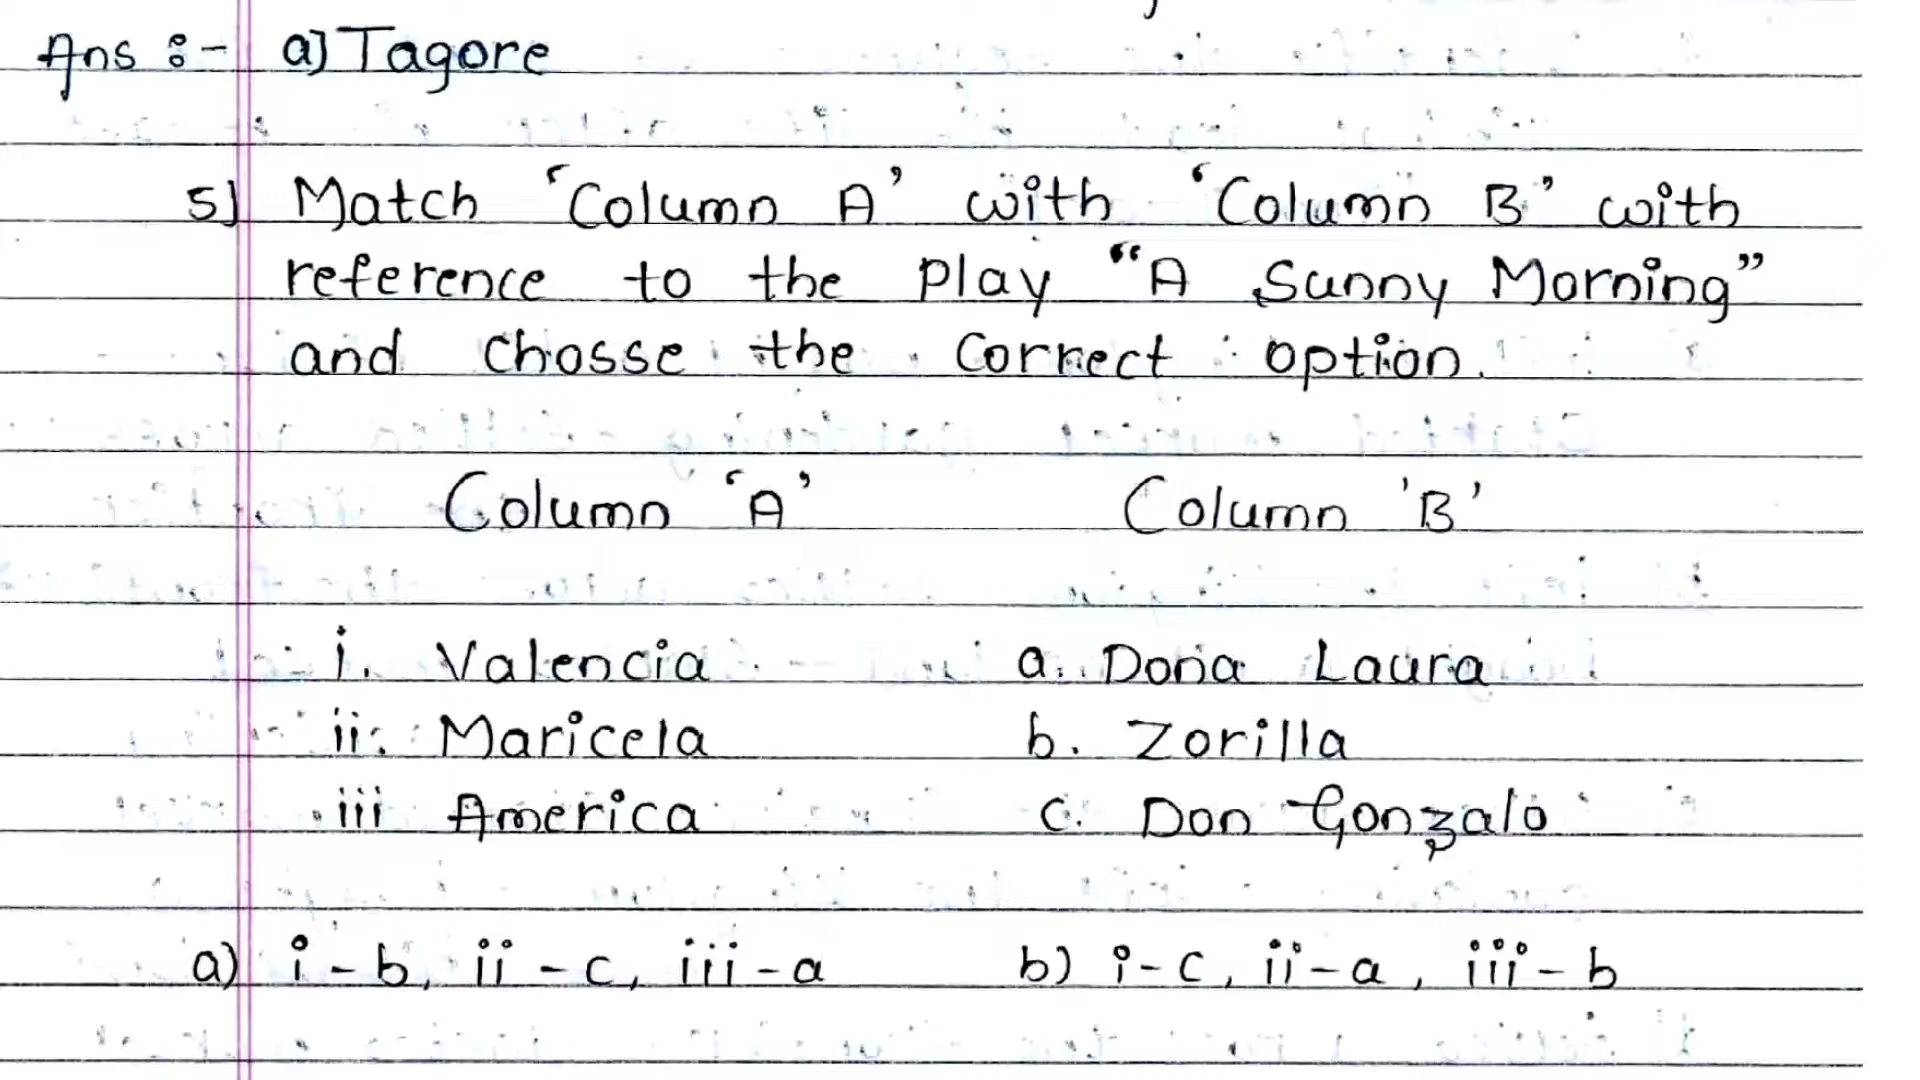 Ans :- a) Tagore
5) Match 'Column A' with 'Column B' with
reference to the play "A Sunny Morning"
and chosse the correct option.
Column 'A' Column 'B'
i. Valencia a. Dona Laura
ii. Maricela b. Zorilla
iii America c. Don Gonzalo
a) i-b, ii-c, iii-a b) i-c, ii-a, iii-b